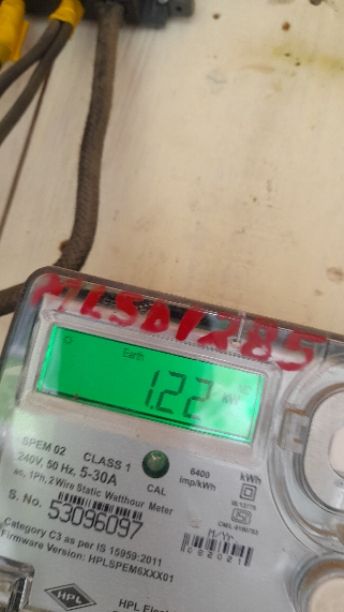 Earth
1.22
SPEM 02
CLASS 1
240V, 50 Hz, 5-30A
ac, 1Ph, 2 Wire Static Watthour Meter
CAL
6400
imp/kWh
kWh
S. No. 53096097
Category C3 as per IS 15959:2011
Firmware Version: HPLSPEM6XXX01
HPL
HPL